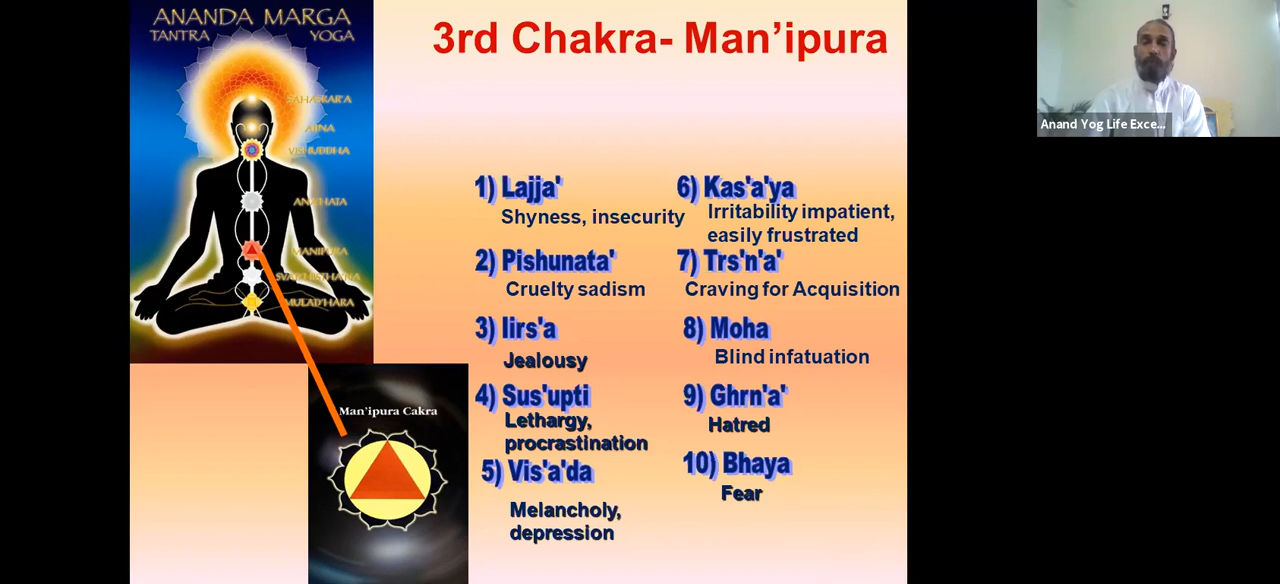 ANANDA MARGA
TANTRA YOGA
SAHASRAR'A
AJNA
VISHUDDHA
ANAHATA
MANIPURA
SVADHISTHANA
MULADHARA
Man'ipura Cakra
3rd Chakra- Man'ipura
1) Lajja'
Shyness, insecurity
2) Pishunata'
Cruelty sadism
3) Iirs'a
Jealousy
4) Sus'upti
Lethargy,
procrastination
5) Vis'a'da
Melancholy,
depression
6) Kas'a'ya
Irritability impatient,
easily frustrated
7) Trs'n'a'
Craving for Acquisition
8) Moha
Blind infatuation
9) Ghrn'a'
Hatred
10) Bhaya
Fear
Anand Yog Life Exce...